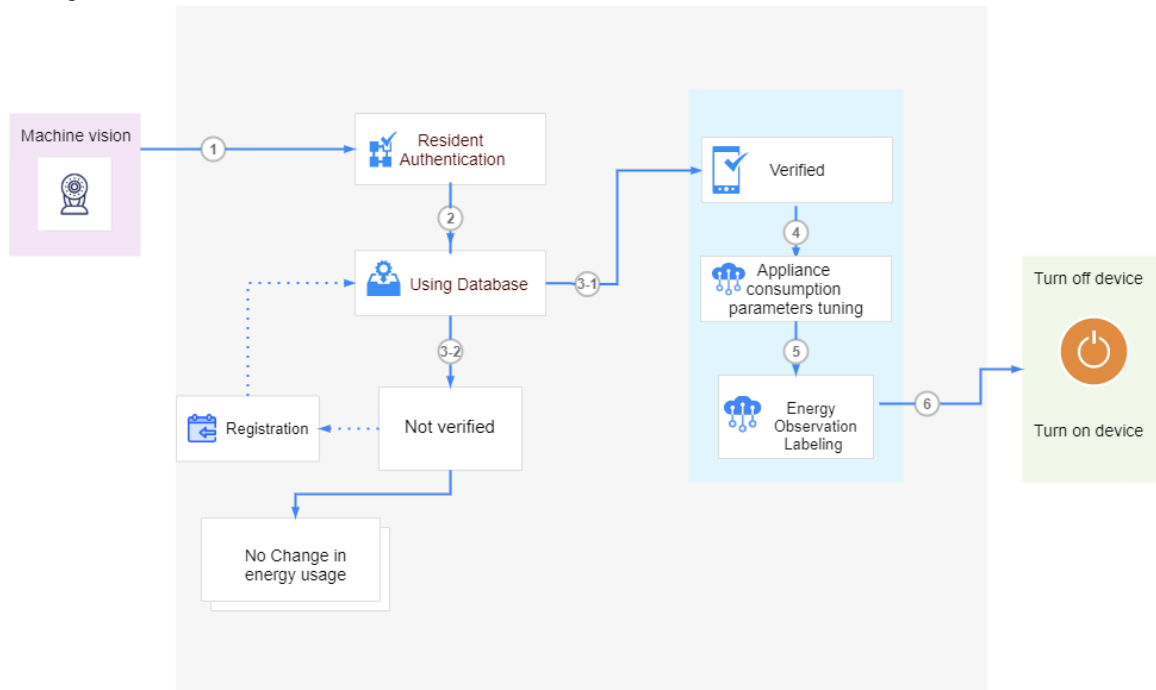 Machine vision
1
Resident
Authentication
2
Using Database
3-1
3-2
Not verified
Registration
No Change in
energy usage
Verified
4
Appliance
consumption
parameters tuning
5
Energy
Observation
Labeling
6
Turn off device
Turn on device